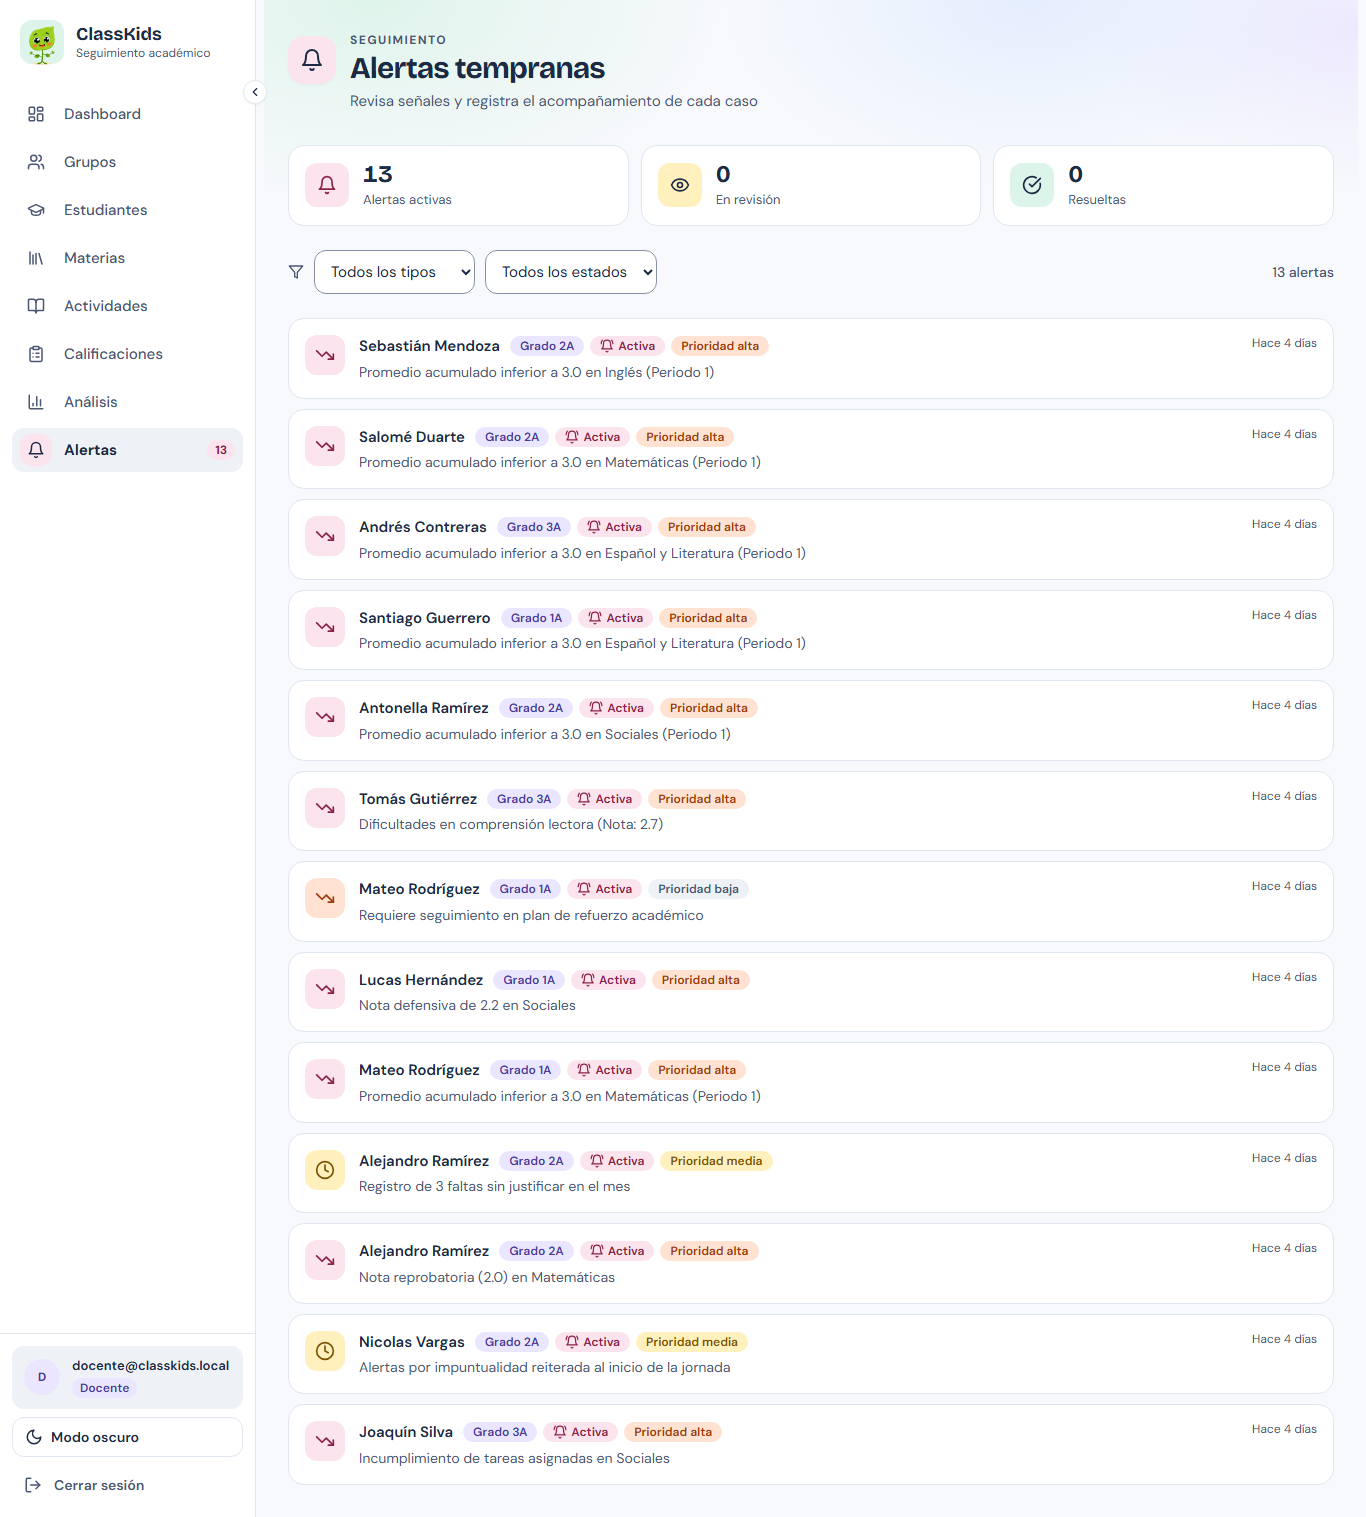 ClassKids
Seguimiento académico
Dashboard
Grupos
Estudiantes
Materias
Actividades
Calificaciones
Análisis
Alertas 13
docente@classkids.local
D
Docente
Modo oscuro
Cerrar sesión
SEGUIMIENTO
Alertas tempranas
Revisa señales y registra el acompañamiento de cada caso
13
Alertas activas
0
En revisión
0
Resueltas
Todos los tipos Todos los estados 13 alertas
Sebastián Mendoza Grado 2A Activa Prioridad alta Hace 4 días
Promedio acumulado inferior a 3.0 en Inglés (Periodo 1)
Salomé Duarte Grado 2A Activa Prioridad alta Hace 4 días
Promedio acumulado inferior a 3.0 en Matemáticas (Periodo 1)
Andrés Contreras Grado 3A Activa Prioridad alta Hace 4 días
Promedio acumulado inferior a 3.0 en Español y Literatura (Periodo 1)
Santiago Guerrero Grado 1A Activa Prioridad alta Hace 4 días
Promedio acumulado inferior a 3.0 en Español y Literatura (Periodo 1)
Antonella Ramírez Grado 2A Activa Prioridad alta Hace 4 días
Promedio acumulado inferior a 3.0 en Sociales (Periodo 1)
Tomás Gutiérrez Grado 3A Activa Prioridad alta Hace 4 días
Dificultades en comprensión lectora (Nota: 2.7)
Mateo Rodríguez Grado 1A Activa Prioridad baja Hace 4 días
Requiere seguimiento en plan de refuerzo académico
Lucas Hernández Grado 1A Activa Prioridad alta Hace 4 días
Nota defensiva de 2.2 en Sociales
Mateo Rodríguez Grado 1A Activa Prioridad alta Hace 4 días
Promedio acumulado inferior a 3.0 en Matemáticas (Periodo 1)
Alejandro Ramírez Grado 2A Activa Prioridad media Hace 4 días
Registro de 3 faltas sin justificar en el mes
Alejandro Ramírez Grado 2A Activa Prioridad alta Hace 4 días
Nota reprobatoria (2.0) en Matemáticas
Nicolas Vargas Grado 2A Activa Prioridad media Hace 4 días
Alertas por impuntualidad reiterada al inicio de la jornada
Joaquín Silva Grado 3A Activa Prioridad alta Hace 4 días
Incumplimiento de tareas asignadas en Sociales